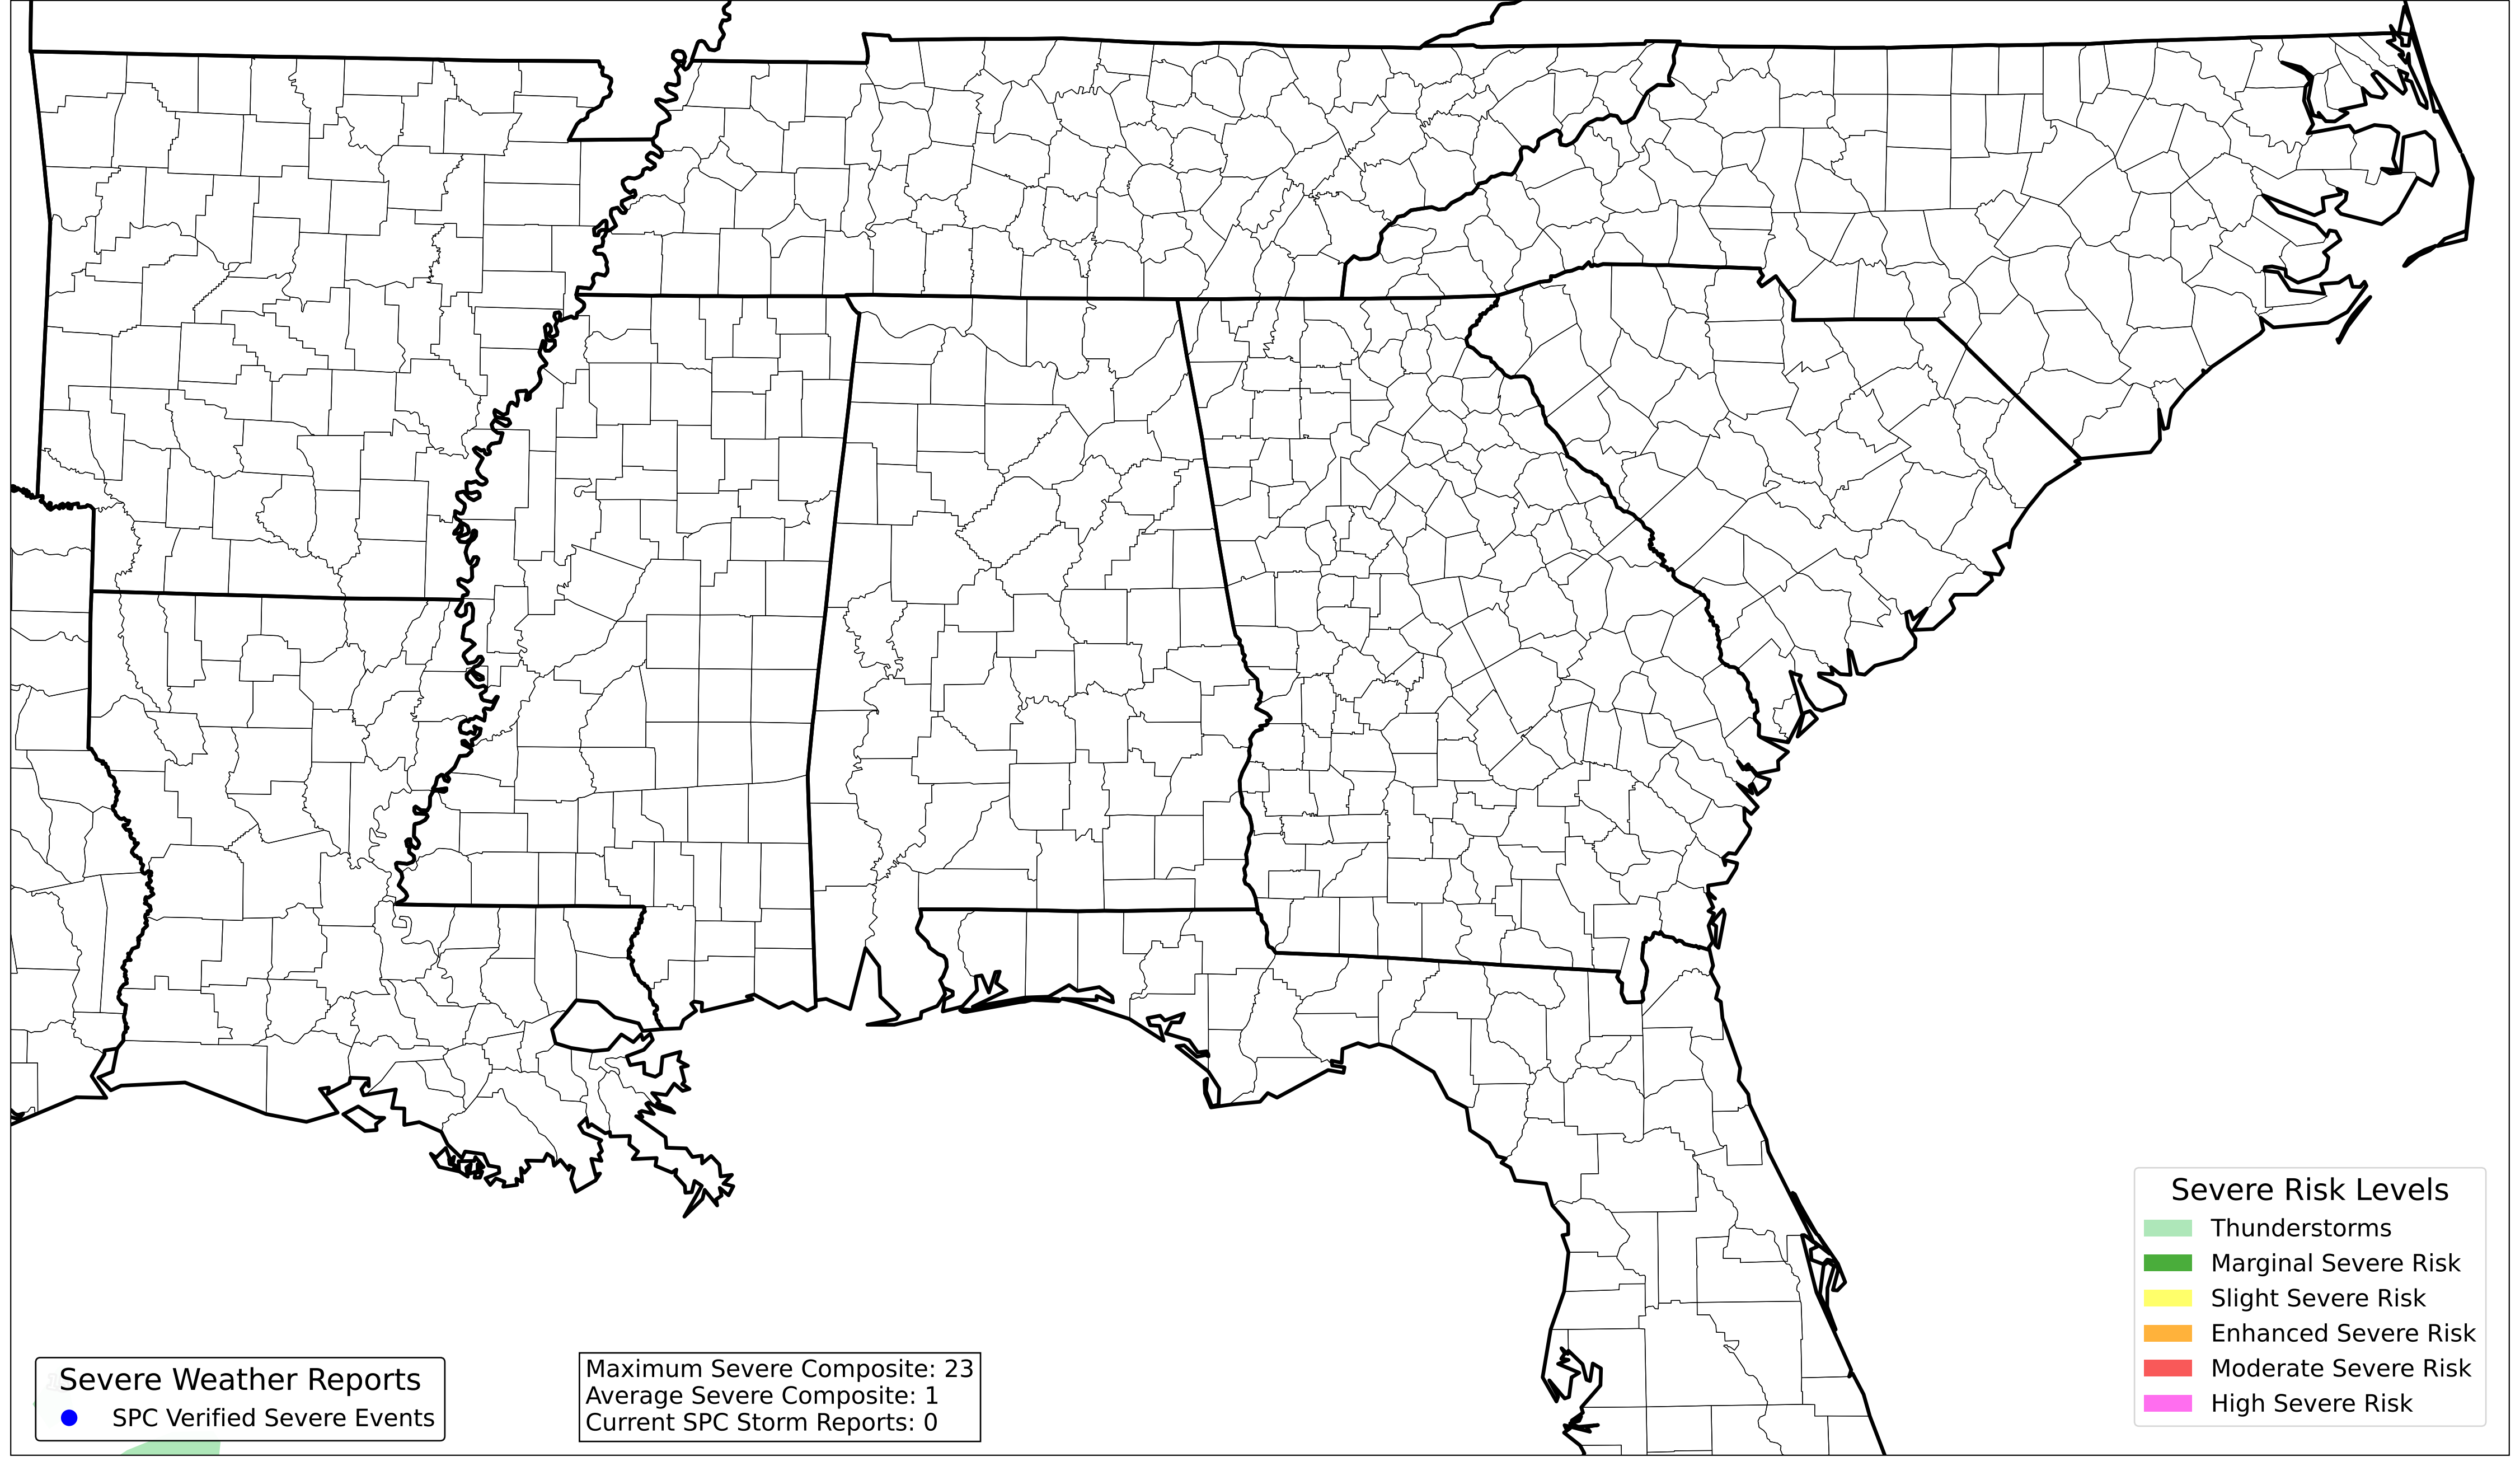 Severe Weather Reports
SPC Verified Severe Events
Maximum Severe Composite: 23
Average Severe Composite: 1
Current SPC Storm Reports: 0
Severe Risk Levels
Thunderstorms
Marginal Severe Risk
Slight Severe Risk
Enhanced Severe Risk
Moderate Severe Risk
High Severe Risk